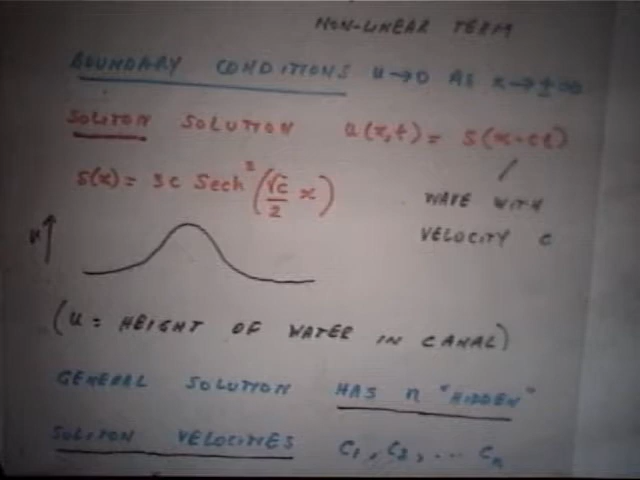 NON-LINEAR TERM
BOUNDARY CONDITIONS u→0 AS x→±∞
SOLITON SOLUTION u(x,t) = S(x-ct)
S(x) = 3c Sech²(√c/2 x)
WAVE WITH
VELOCITY c
u↑
(u = HEIGHT OF WATER IN CANAL)
GENERAL SOLUTION HAS n "HIDDEN"
SOLITON VELOCITIES c₁, c₂, ... cₙ